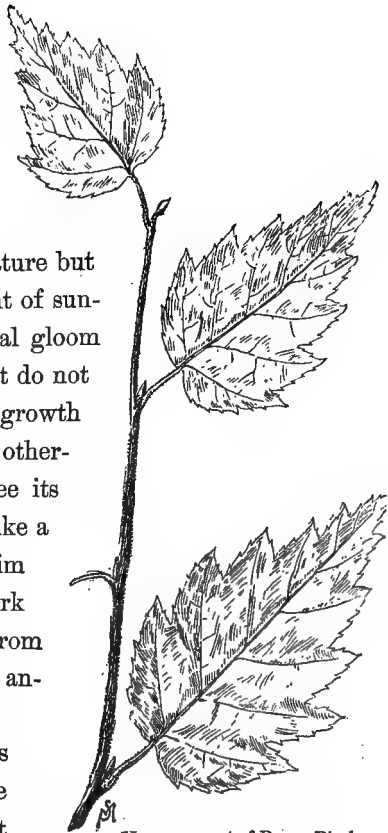 ture but
t of sun-
al gloom
t do not
growth
other-
ee its
ke a
im
rk
rom
an-
s
e
t